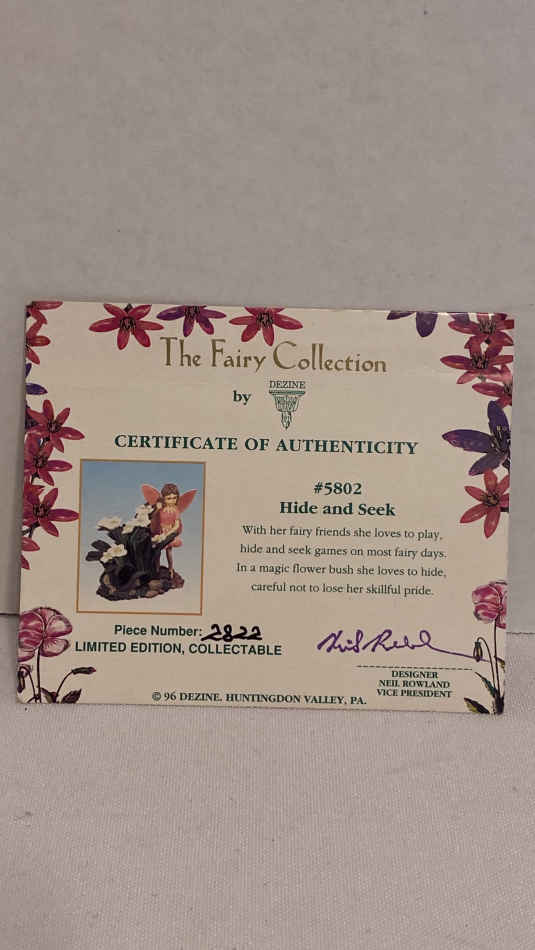 The Fairy Collection
by DEZINE
CERTIFICATE OF AUTHENTICITY
#5802
Hide and Seek
With her fairy friends she loves to play,
hide and seek games on most fairy days.
In a magic flower bush she loves to hide,
careful not to lose her skillful pride.
Piece Number: 2822
LIMITED EDITION, COLLECTABLE
DESIGNER
NEIL ROWLAND
VICE PRESIDENT
© 96 DEZINE. HUNTINGDON VALLEY, PA.